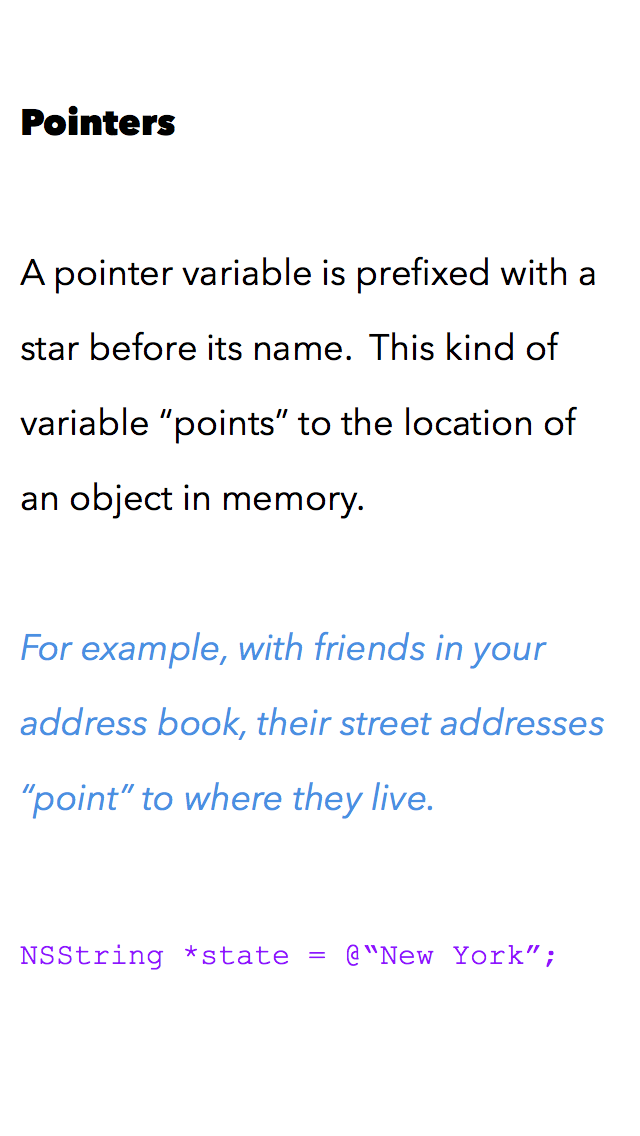 Pointers
A pointer variable is prefixed with a
star before its name.  This kind of
variable “points” to the location of
an object in memory.
For example, with friends in your
address book, their street addresses
“point” to where they live.
NSString *state = @“New York”;